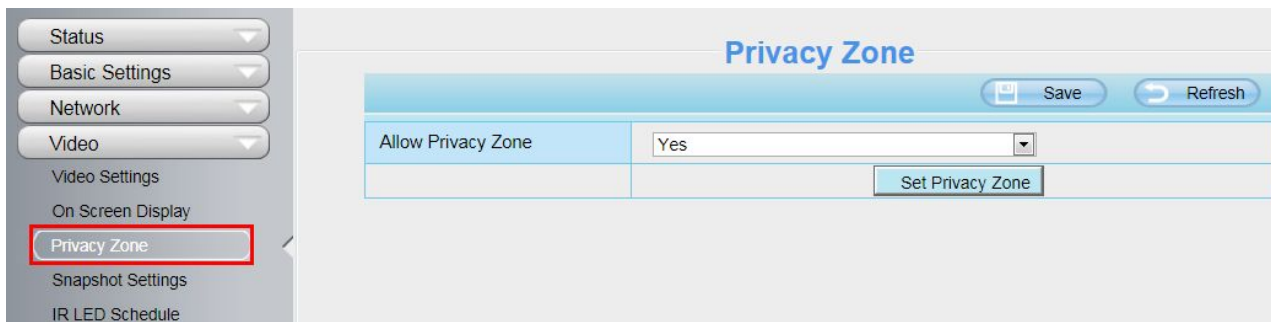 Status
Basic Settings
Network
Video
Video Settings
On Screen Display
Privacy Zone
Snapshot Settings
IR LED Schedule
Privacy Zone
Save Refresh
Allow Privacy Zone Yes
Set Privacy Zone